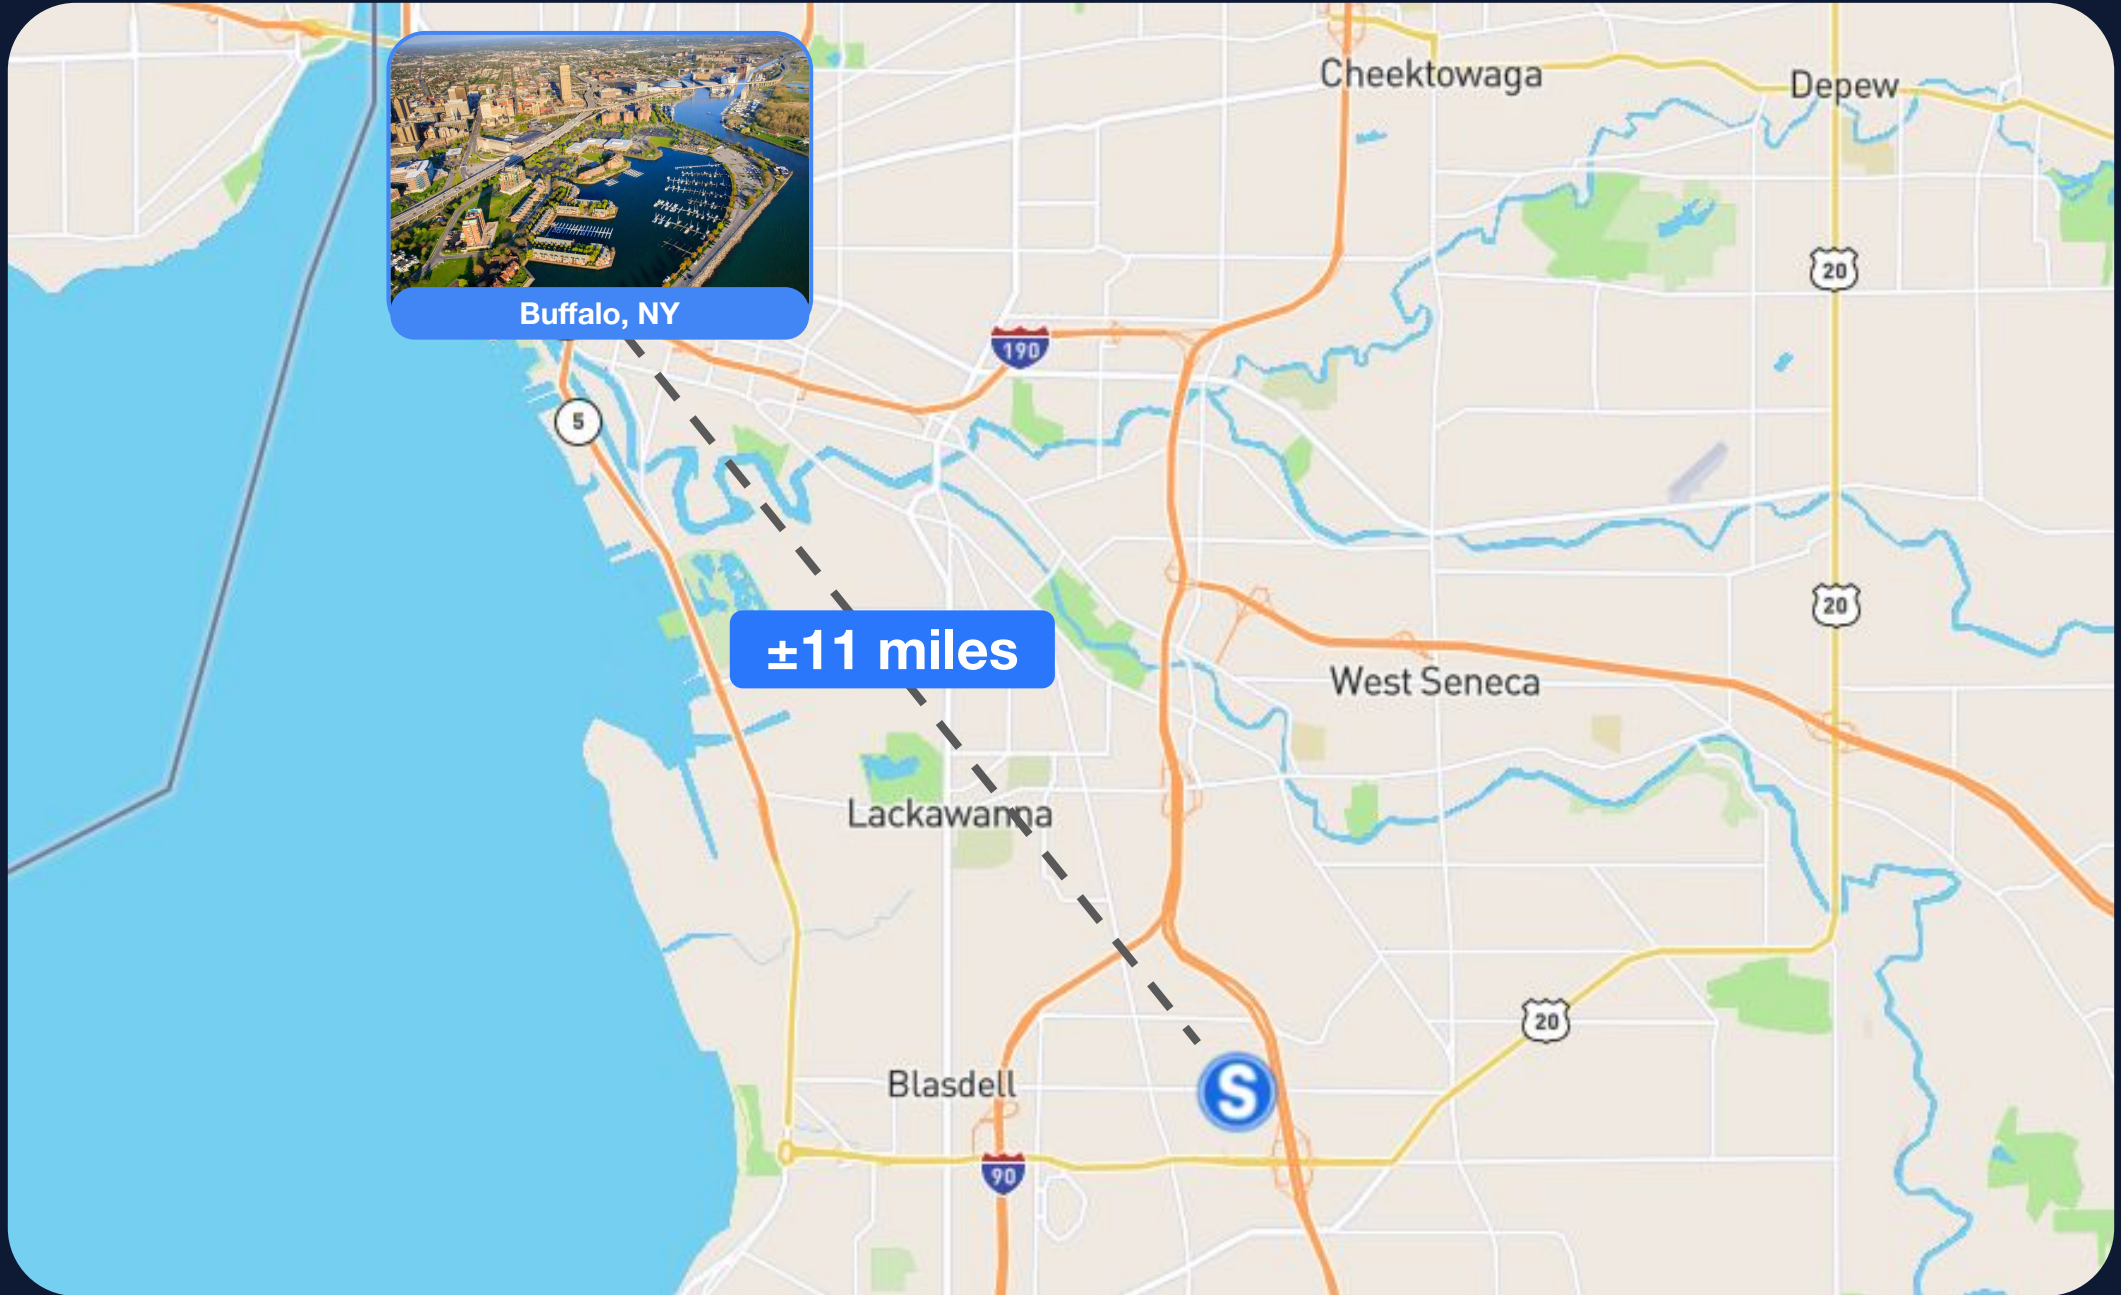 Cheektowaga
Depew
20
Buffalo, NY
190
5
20
±11 miles
West Seneca
Lackawanna
20
Blasdell
S
90